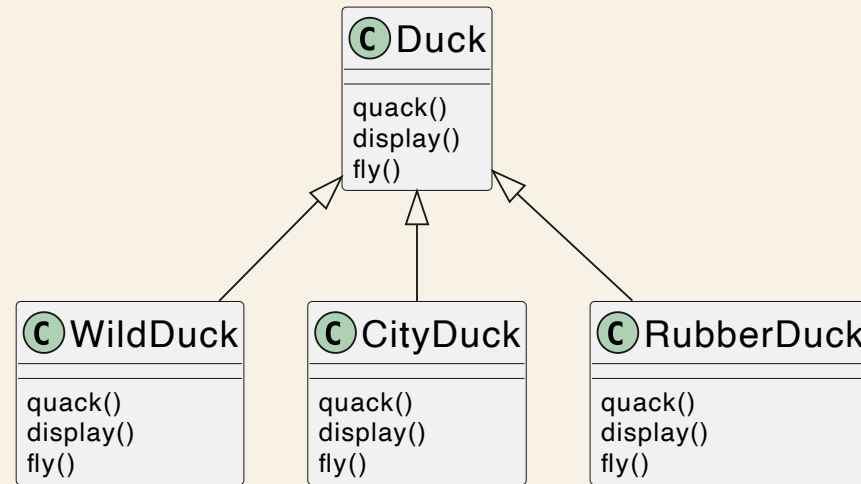 C Duck
quack()
display()
fly()
C WildDuck
quack()
display()
fly()
C CityDuck
quack()
display()
fly()
C RubberDuck
quack()
display()
fly()